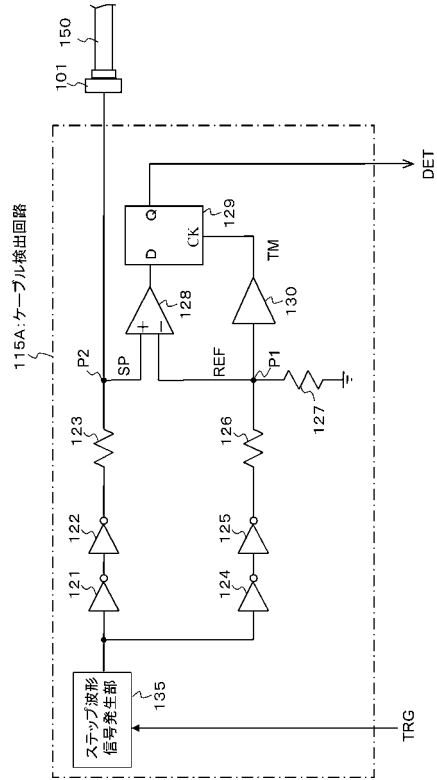 115A:ケーブル検出回路
101
150
P2
SP
123
122
121
D
Q
CK
129
128
+
−
REF
TM
130
P1
126
127
125
124
ステップ波形
信号発生部
135
TRG
DET